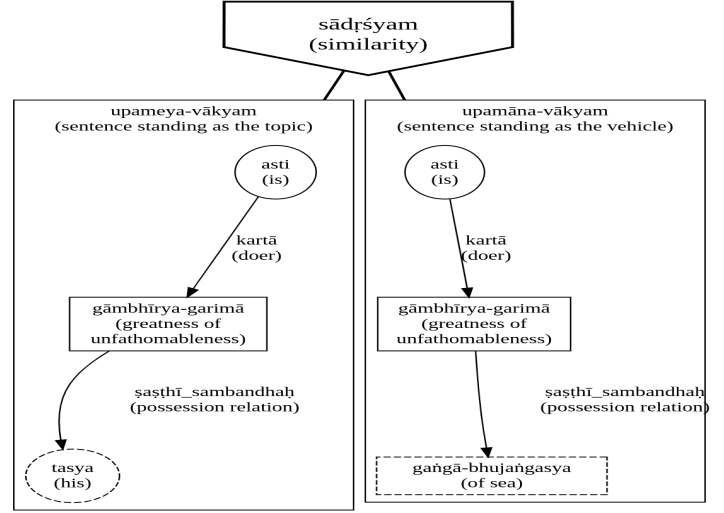 sādṛśyam
(similarity)
upameya-vākyam
(sentence standing as the topic)
asti
(is)
kartā
(doer)
gāmbhīrya-garimā
(greatness of
unfathomableness)
ṣaṣṭhī_sambandhaḥ
(possession relation)
tasya
(his)
upamāna-vākyam
(sentence standing as the vehicle)
asti
(is)
kartā
(doer)
gāmbhīrya-garimā
(greatness of
unfathomableness)
ṣaṣṭhī_sambandhaḥ
(possession relation)
gaṅgā-bhujaṅgasya
(of sea)